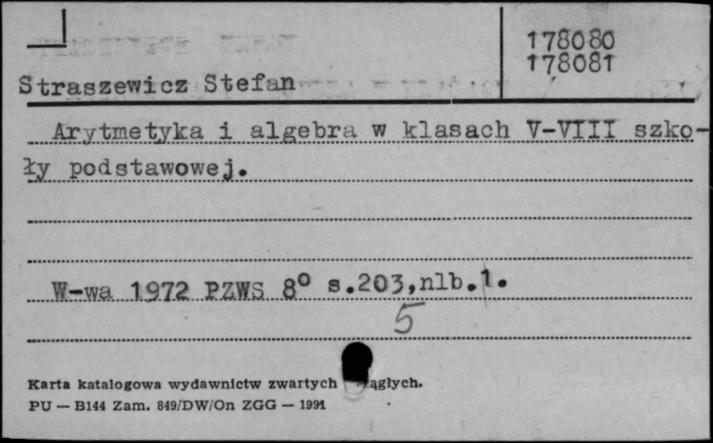 178080
178081
Straszewicz Stefan
Arytmetyka i algebra w klasach V-VIII szko-
ły podstawowej.
W-wa 1972 PZWS 8° s.203,nlb.1.
5
Karta katalogowa wydawnictw zwartych ągłych.
PU — B144 Zam. 849/DW/On ZGG — 1991